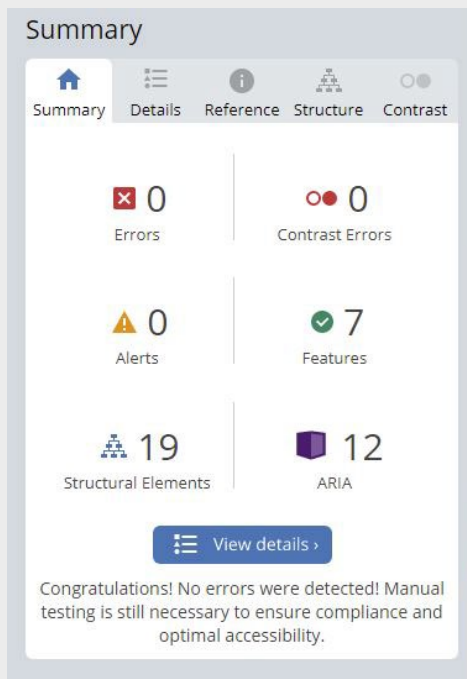 Summary
Summary Details Reference Structure Contrast
0 0
Errors Contrast Errors
0 7
Alerts Features
19 12
Structural Elements ARIA
View details ›
Congratulations! No errors were detected! Manual
testing is still necessary to ensure compliance and
optimal accessibility.